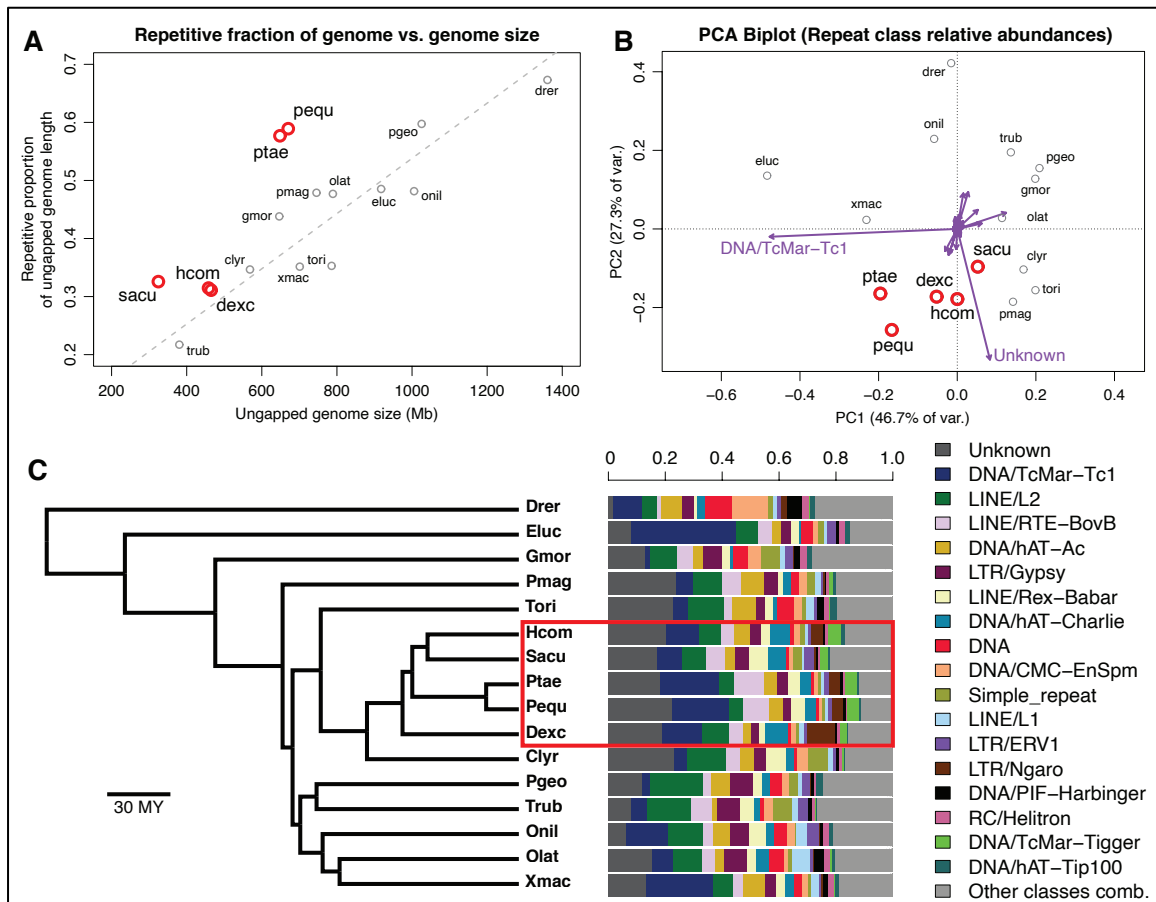 A
Repetitive fraction of genome vs. genome size
Repetitive proportion
of ungapped genome length
0.7
0.6
0.5
0.4
0.3
0.2
drer
pequ
ptae
pgeo
pmag
olat
eluc
onil
gmor
clyr
tori
xmac
hcom
sacu
dexc
trub
200
400
600
800
1000
1200
1400
Ungapped genome size (Mb)
B
PCA Biplot (Repeat class relative abundances)
PC2 (27.3% of var.)
0.4
0.2
0.0
−0.2
drer
onil
trub
pgeo
eluc
gmor
xmac
olat
DNA/TcMar-Tc1
sacu
clyr
ptae
dexc
tori
hcom
pmag
pequ
Unknown
−0.6
−0.4
−0.2
0.0
0.2
0.4
PC1 (46.7% of var.)
C
0
0.2
0.4
0.6
0.8
1.0
Drer
Eluc
Gmor
Pmag
Tori
Hcom
Sacu
Ptae
Pequ
Dexc
Clyr
Pgeo
Trub
Onil
Olat
Xmac
30 MY
Unknown
DNA/TcMar−Tc1
LINE/L2
LINE/RTE−BovB
DNA/hAT−Ac
LTR/Gypsy
LINE/Rex−Babar
DNA/hAT−Charlie
DNA
DNA/CMC−EnSpm
Simple_repeat
LINE/L1
LTR/ERV1
LTR/Ngaro
DNA/PIF−Harbinger
RC/Helitron
DNA/TcMar−Tigger
DNA/hAT−Tip100
Other classes comb.